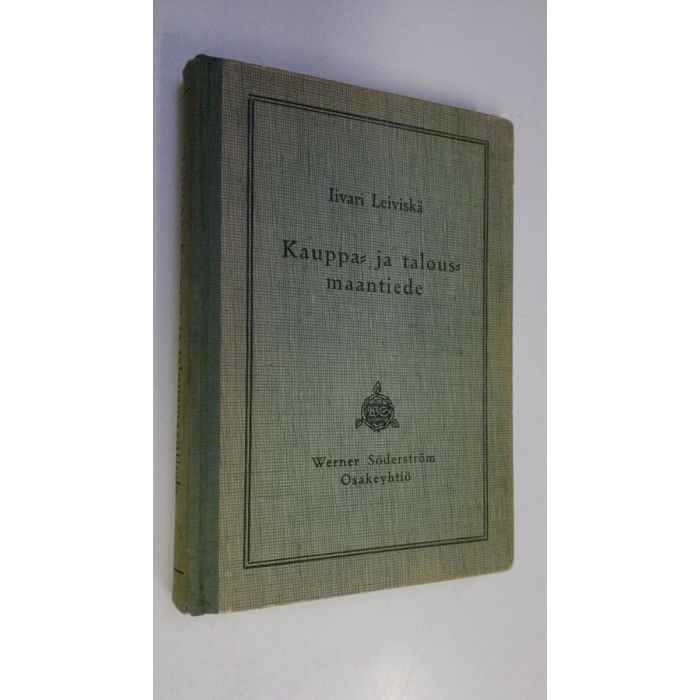 Iivari Leiviskä
Kauppa= ja talous=
maantiede
Werner Söderström
Osakeyhtiö